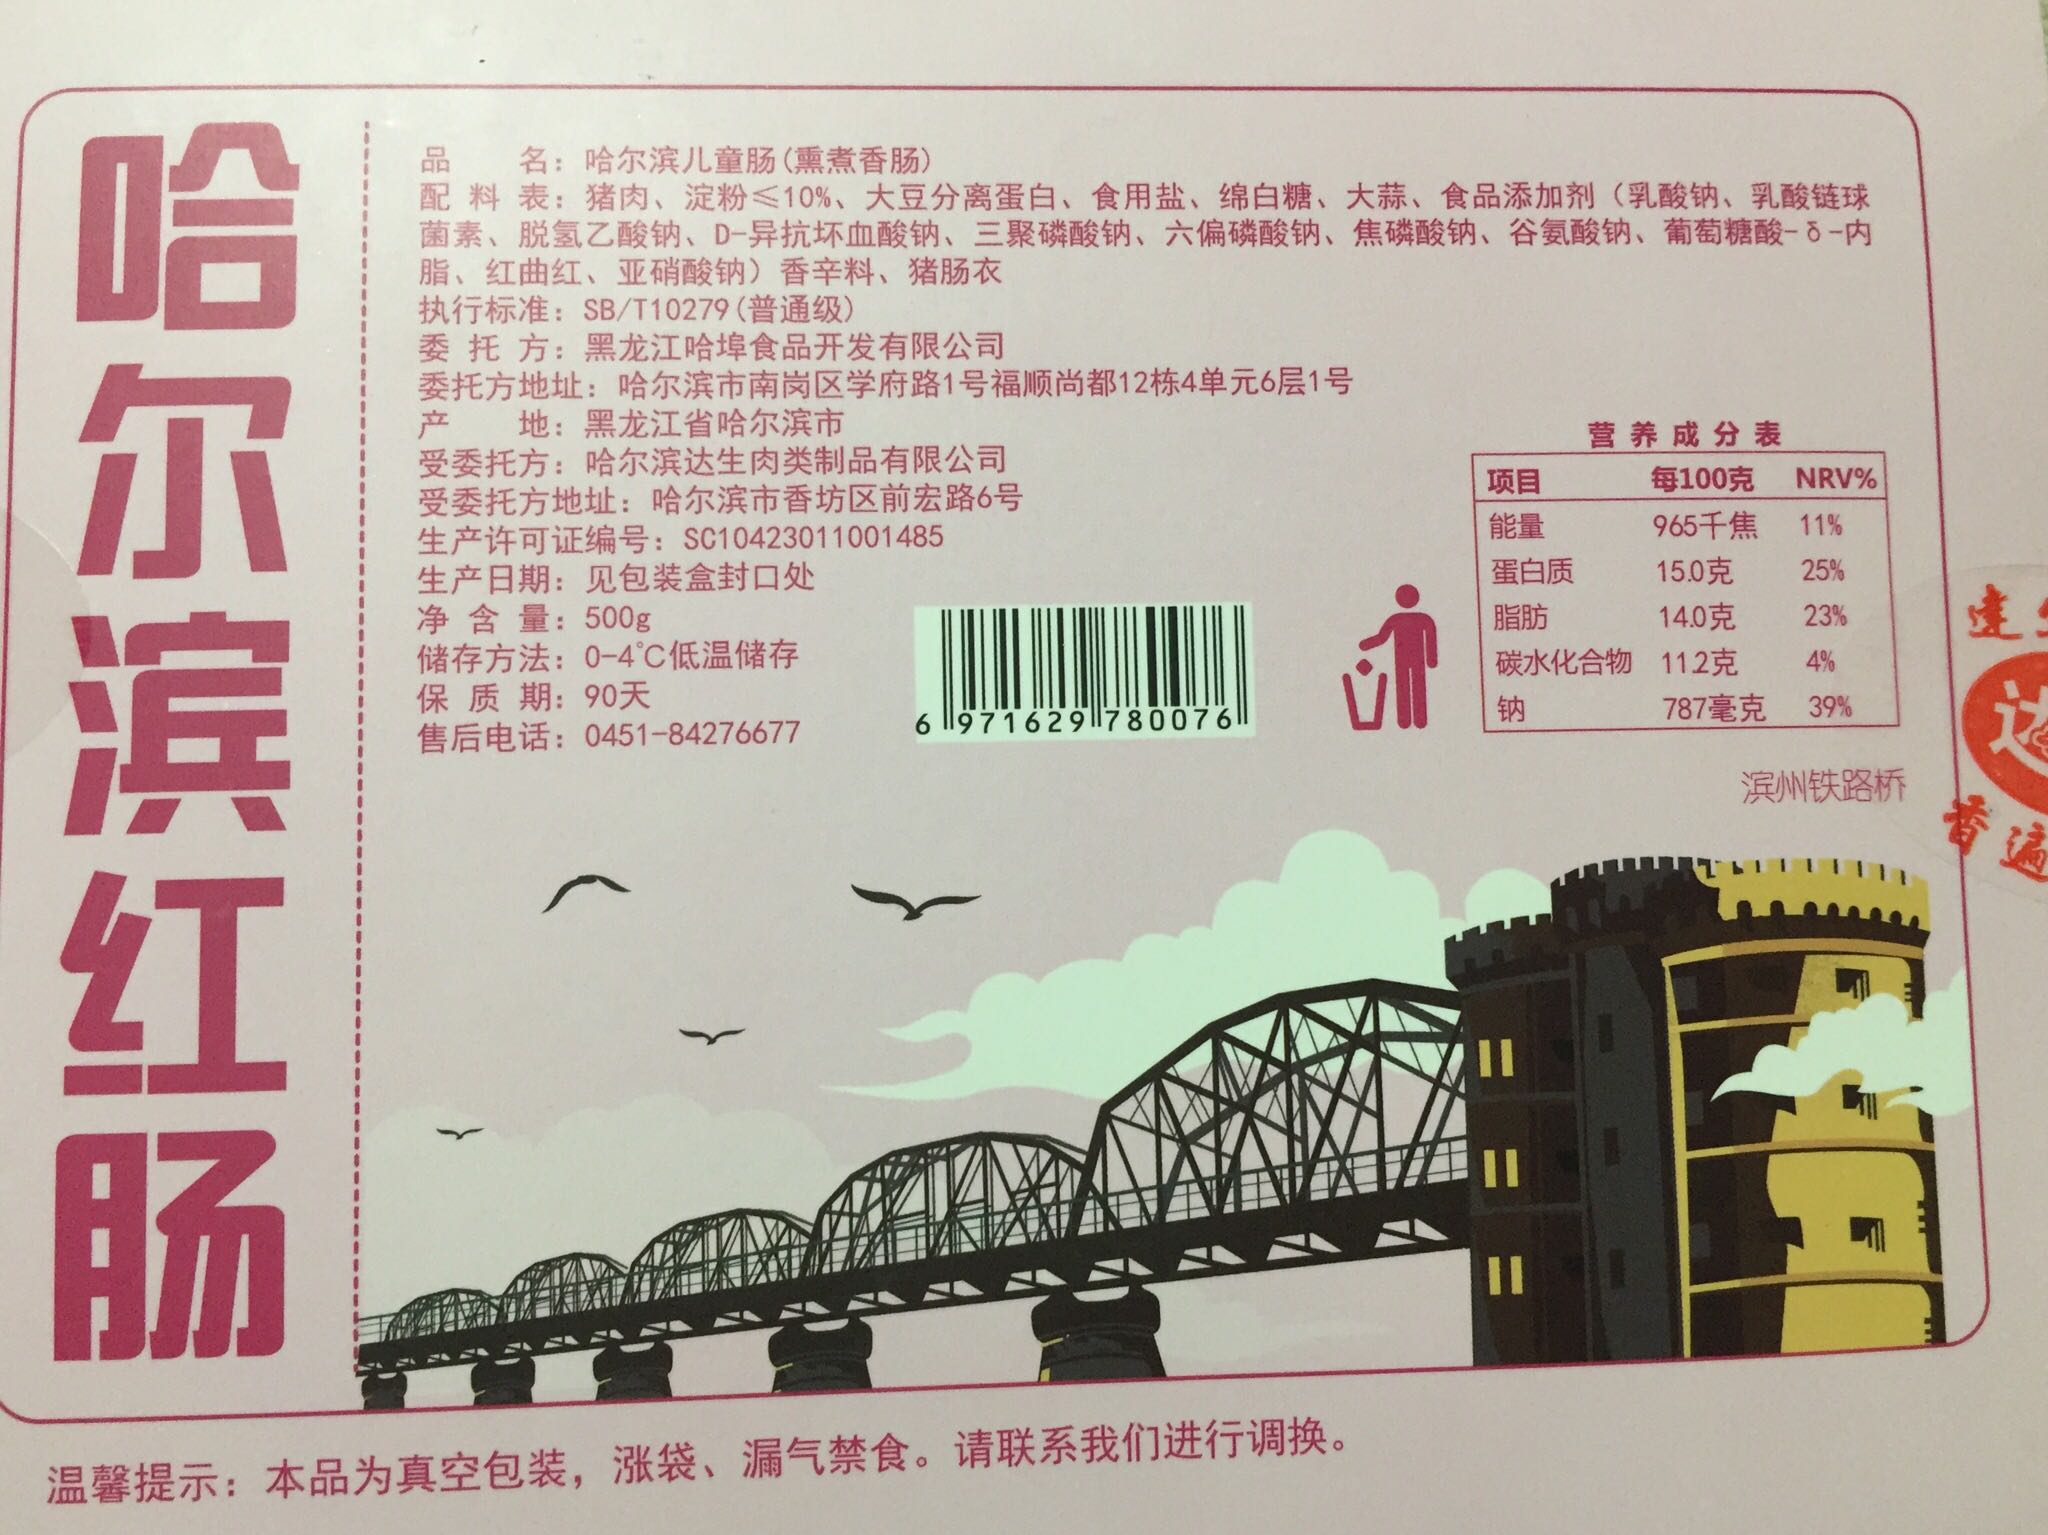 哈尔滨红肠
品名：哈尔滨儿童肠(熏煮香肠)
配料表：猪肉、淀粉≤10%、大豆分离蛋白、食用盐、绵白糖、大蒜、食品添加剂（乳酸钠、乳酸链球
菌素、脱氢乙酸钠、D-异抗坏血酸钠、三聚磷酸钠、六偏磷酸钠、焦磷酸钠、谷氨酸钠、葡萄糖酸-δ-内
脂、红曲红、亚硝酸钠）香辛料、猪肠衣
执行标准：SB/T10279(普通级)
委托方：黑龙江哈埠食品开发有限公司
委托方地址：哈尔滨市南岗区学府路1号福顺尚都12栋4单元6层1号
产地：黑龙江省哈尔滨市
受委托方：哈尔滨达生肉类制品有限公司
受委托方地址：哈尔滨市香坊区前宏路6号
生产许可证编号：SC10423011001485
生产日期：见包装盒封口处
净含量：500g
储存方法：0-4℃低温储存
保质期：90天
售后电话：0451-84276677
6 971629 780076
营养成分表
项目 每100克 NRV%
能量 965千焦 11%
蛋白质 15.0克 25%
脂肪 14.0克 23%
碳水化合物 11.2克 4%
钠 787毫克 39%
滨州铁路桥
達
达
香遍
温馨提示：本品为真空包装，涨袋、漏气禁食。请联系我们进行调换。